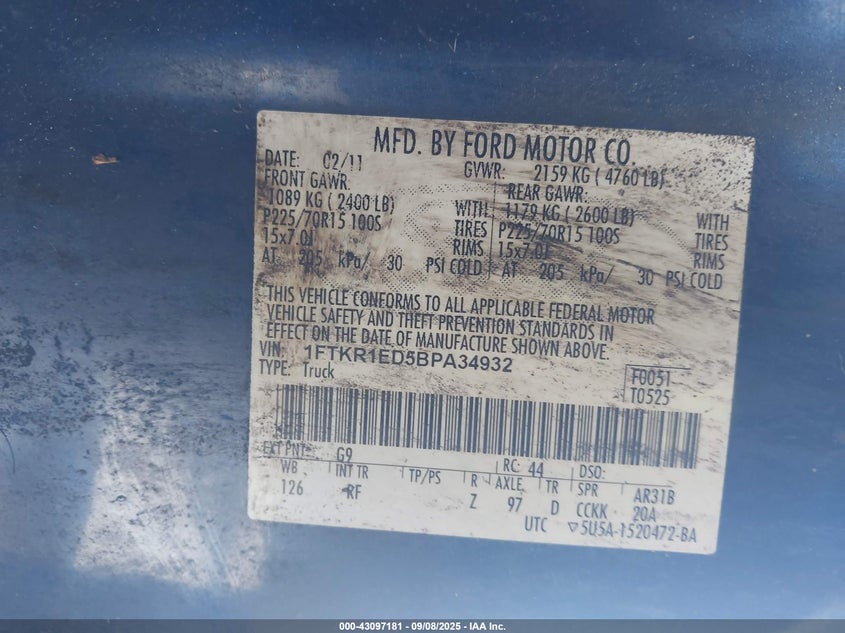 MFD. BY FORD MOTOR CO.
DATE: 02/11 GVWR: 2159 KG ( 4760 LB)
FRONT GAWR: REAR GAWR:
1089 KG ( 2400 LB) WITH 1179 KG ( 2600 LB) WITH
P225/70R15 100S TIRES P225/70R15 100S TIRES
15x7.0J RIMS 15x7.0J RIMS
AT 205 kPa/ 30 PSI COLD AT 205 kPa/ 30 PSI COLD
THIS VEHICLE CONFORMS TO ALL APPLICABLE FEDERAL MOTOR
VEHICLE SAFETY AND THEFT PREVENTION STANDARDS IN
EFFECT ON THE DATE OF MANUFACTURE SHOWN ABOVE.
VIN: 1FTKR1ED5BPA34932
TYPE: Truck
F0051
T0525
EXT PNT: G9 RC: 44 DSO:
WB INT TR TP/PS R AXLE TR SPR AR31B
126 RF Z 97 D CCKK 20A
UTC ▽5U5A-1520472-BA
000-43097181 - 09/08/2025 - IAA Inc.